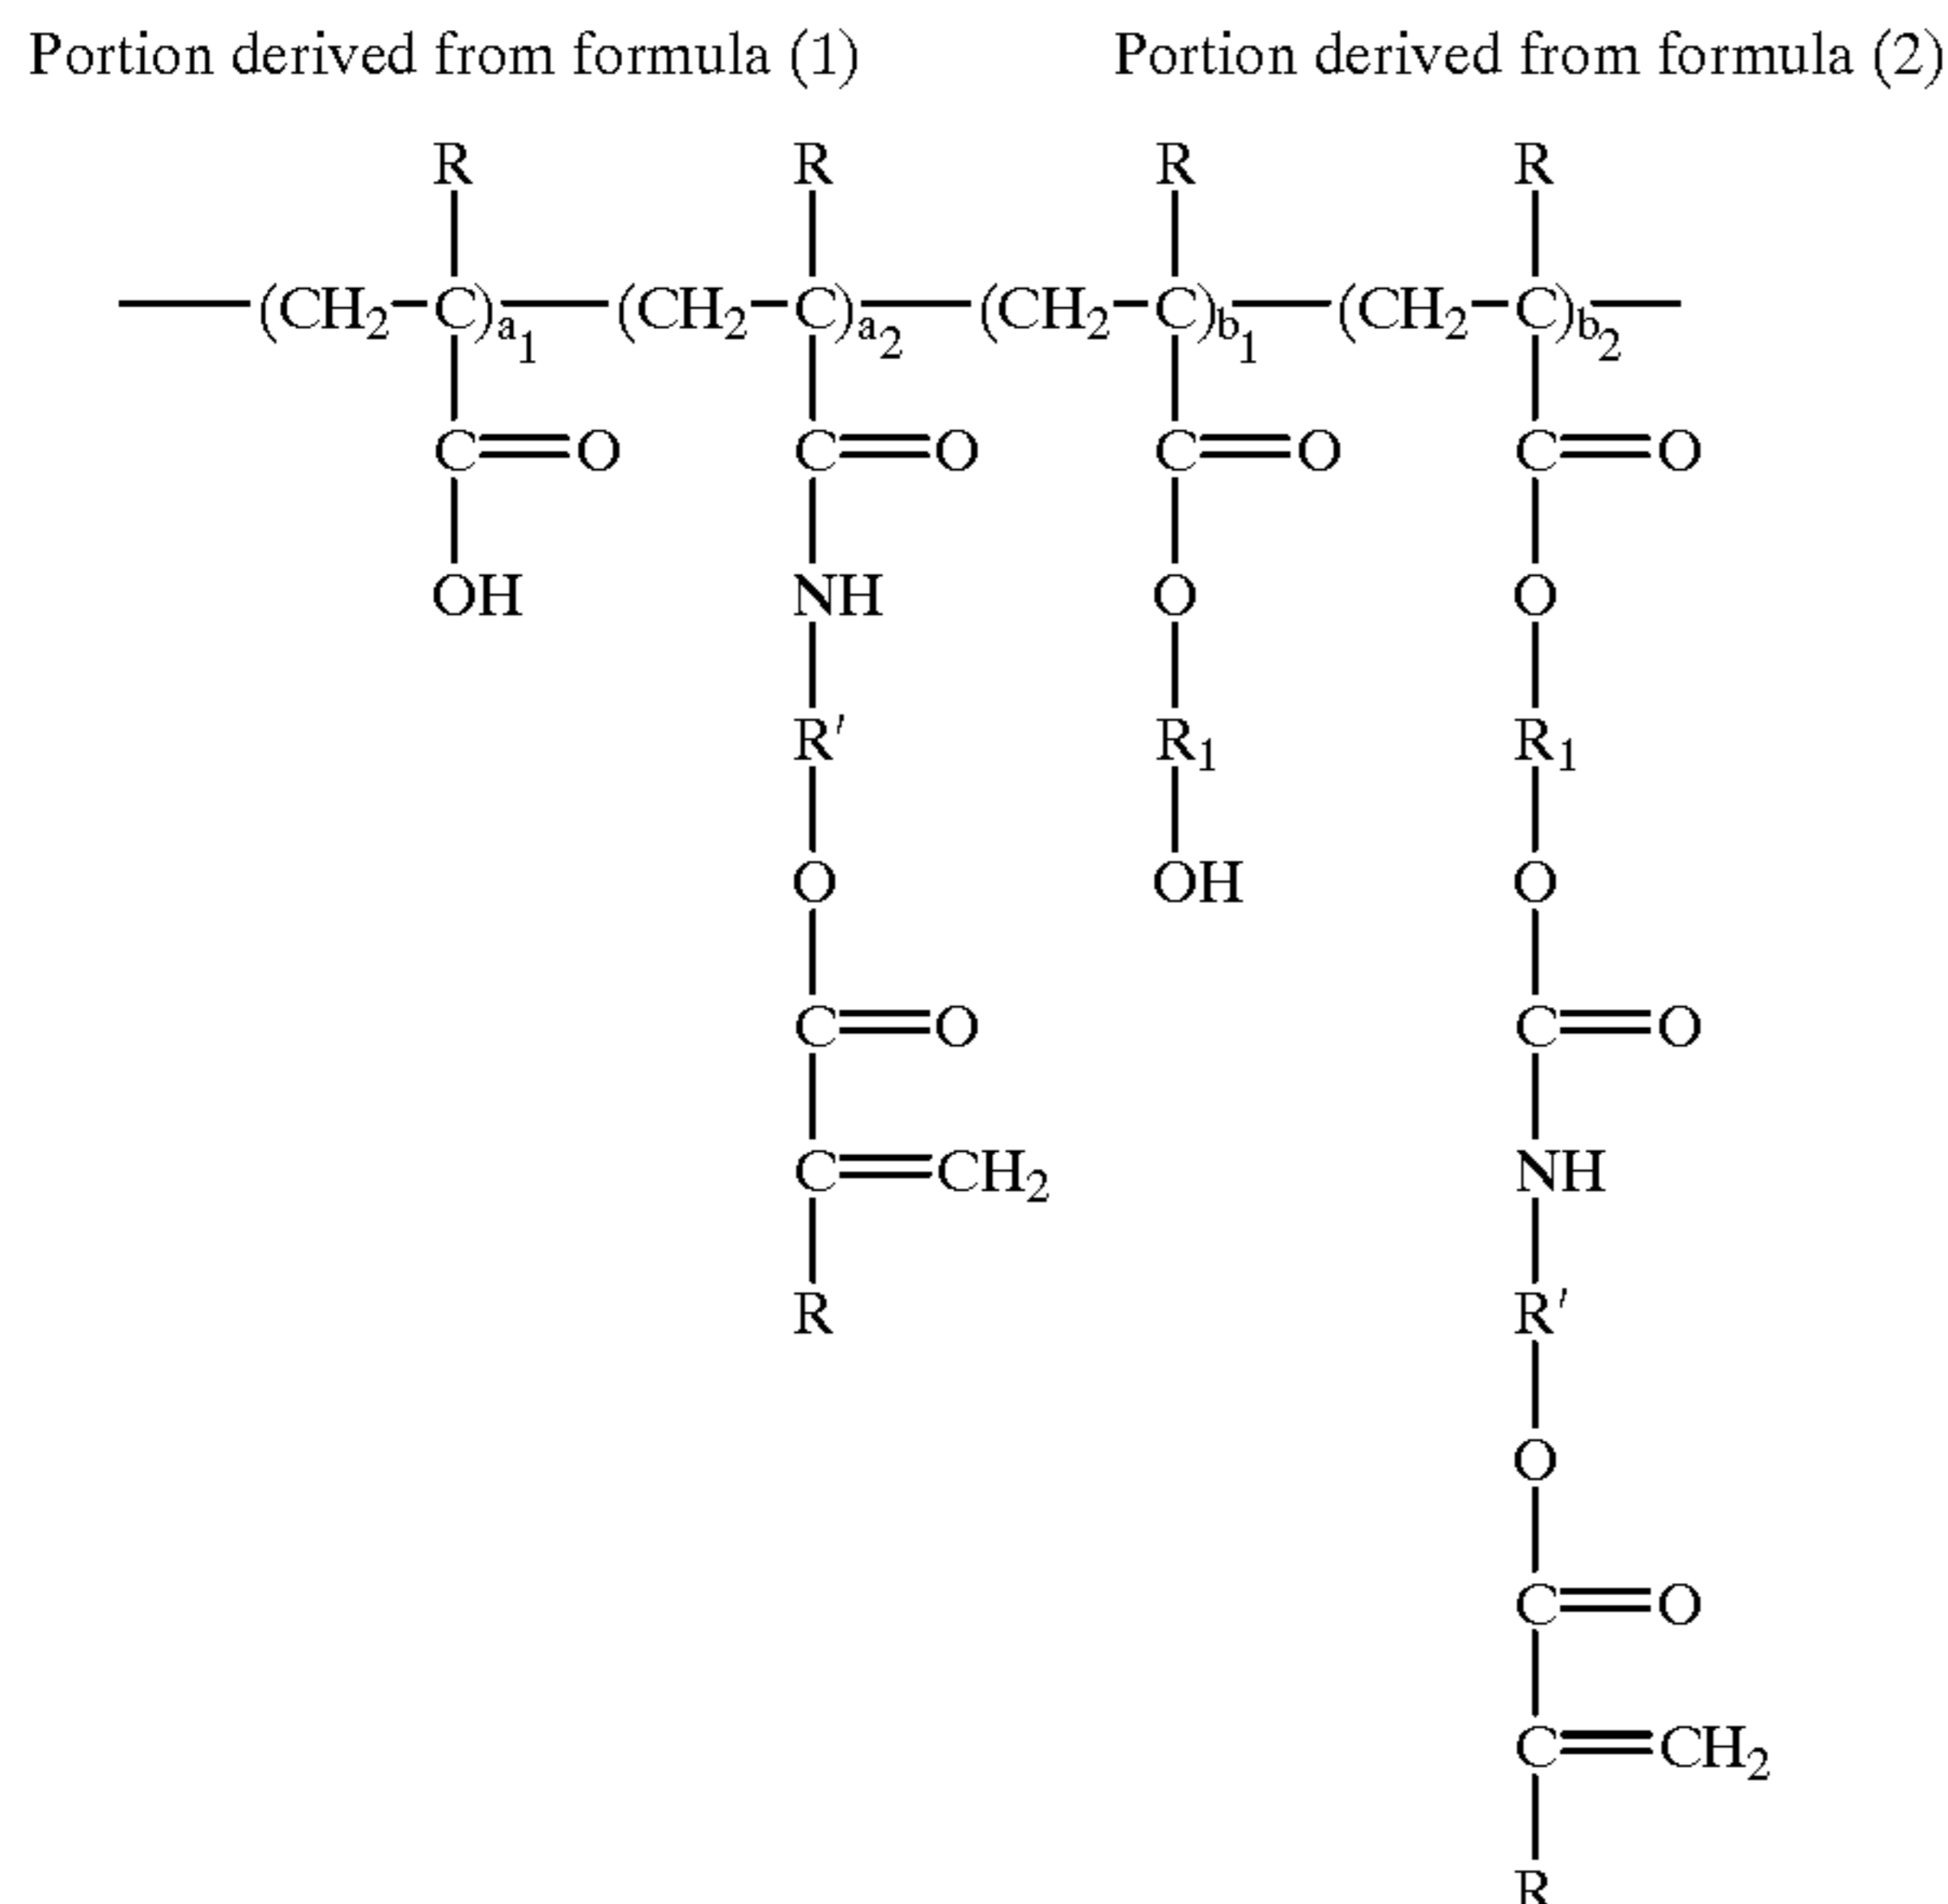 Portion derived from formula (1) Portion derived from formula (2)
R R R R
(CH2 C)a1 (CH2 C)a2 (CH2 C)b1 (CH2 C)b2
C O C O C O C O
OH NH O O
R' R1 R1
O OH O
C O C O
C CH2 NH
R R'
O
C O
C CH2
R